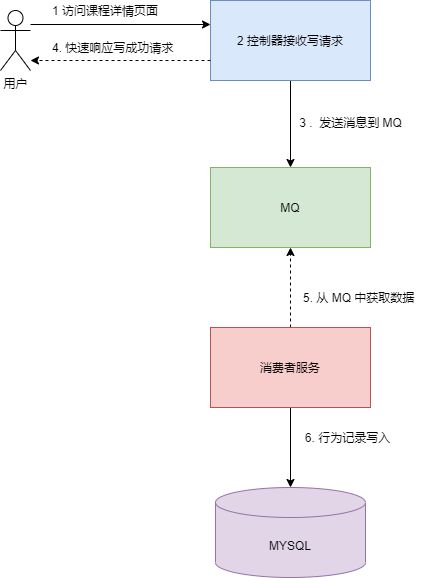 1 访问课程详情页面
2 控制器接收写请求
4. 快速响应写成功请求
用户
3 .  发送消息到 MQ
MQ
5. 从 MQ 中获取数据
消费者服务
6. 行为记录写入
MYSQL